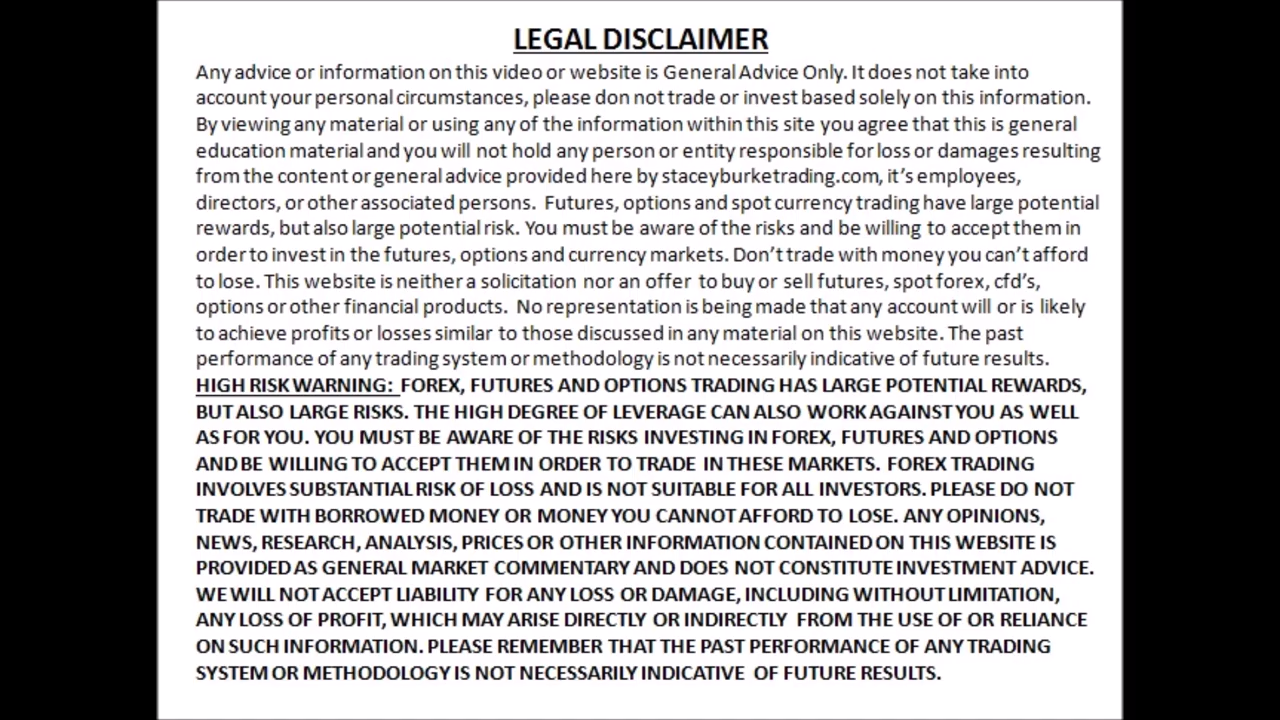 LEGAL DISCLAIMER
Any advice or information on this video or website is General Advice Only. It does not take into
account your personal circumstances, please don not trade or invest based solely on this information.
By viewing any material or using any of the information within this site you agree that this is general
education material and you will not hold any person or entity responsible for loss or damages resulting
from the content or general advice provided here by staceyburketrading.com, it's employees,
directors, or other associated persons. Futures, options and spot currency trading have large potential
rewards, but also large potential risk. You must be aware of the risks and be willing to accept them in
order to invest in the futures, options and currency markets. Don't trade with money you can't afford
to lose. This website is neither a solicitation nor an offer to buy or sell futures, spot forex, cfd's,
options or other financial products. No representation is being made that any account will or is likely
to achieve profits or losses similar to those discussed in any material on this website. The past
performance of any trading system or methodology is not necessarily indicative of future results.
HIGH RISK WARNING: FOREX, FUTURES AND OPTIONS TRADING HAS LARGE POTENTIAL REWARDS,
BUT ALSO LARGE RISKS. THE HIGH DEGREE OF LEVERAGE CAN ALSO WORK AGAINST YOU AS WELL
AS FOR YOU. YOU MUST BE AWARE OF THE RISKS INVESTING IN FOREX, FUTURES AND OPTIONS
AND BE WILLING TO ACCEPT THEM IN ORDER TO TRADE IN THESE MARKETS. FOREX TRADING
INVOLVES SUBSTANTIAL RISK OF LOSS AND IS NOT SUITABLE FOR ALL INVESTORS. PLEASE DO NOT
TRADE WITH BORROWED MONEY OR MONEY YOU CANNOT AFFORD TO LOSE. ANY OPINIONS,
NEWS, RESEARCH, ANALYSIS, PRICES OR OTHER INFORMATION CONTAINED ON THIS WEBSITE IS
PROVIDED AS GENERAL MARKET COMMENTARY AND DOES NOT CONSTITUTE INVESTMENT ADVICE.
WE WILL NOT ACCEPT LIABILITY FOR ANY LOSS OR DAMAGE, INCLUDING WITHOUT LIMITATION,
ANY LOSS OF PROFIT, WHICH MAY ARISE DIRECTLY OR INDIRECTLY FROM THE USE OF OR RELIANCE
ON SUCH INFORMATION. PLEASE REMEMBER THAT THE PAST PERFORMANCE OF ANY TRADING
SYSTEM OR METHODOLOGY IS NOT NECESSARILY INDICATIVE OF FUTURE RESULTS.